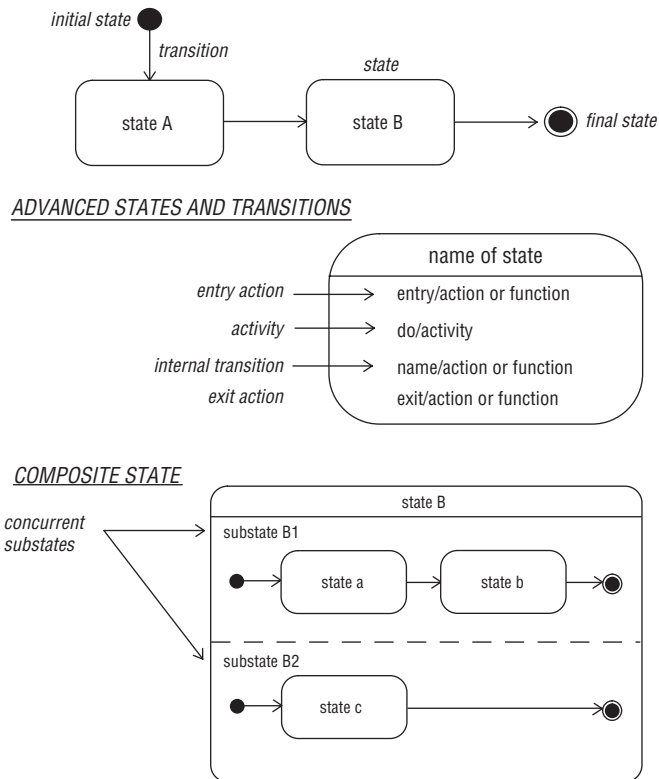 initial state
transition
state
state A
state B
final state
ADVANCED STATES AND TRANSITIONS
name of state
entry action
entry/action or function
activity
do/activity
internal transition
name/action or function
exit action
exit/action or function
COMPOSITE STATE
state B
concurrent
substates
substate B1
state a
state b
substate B2
state c